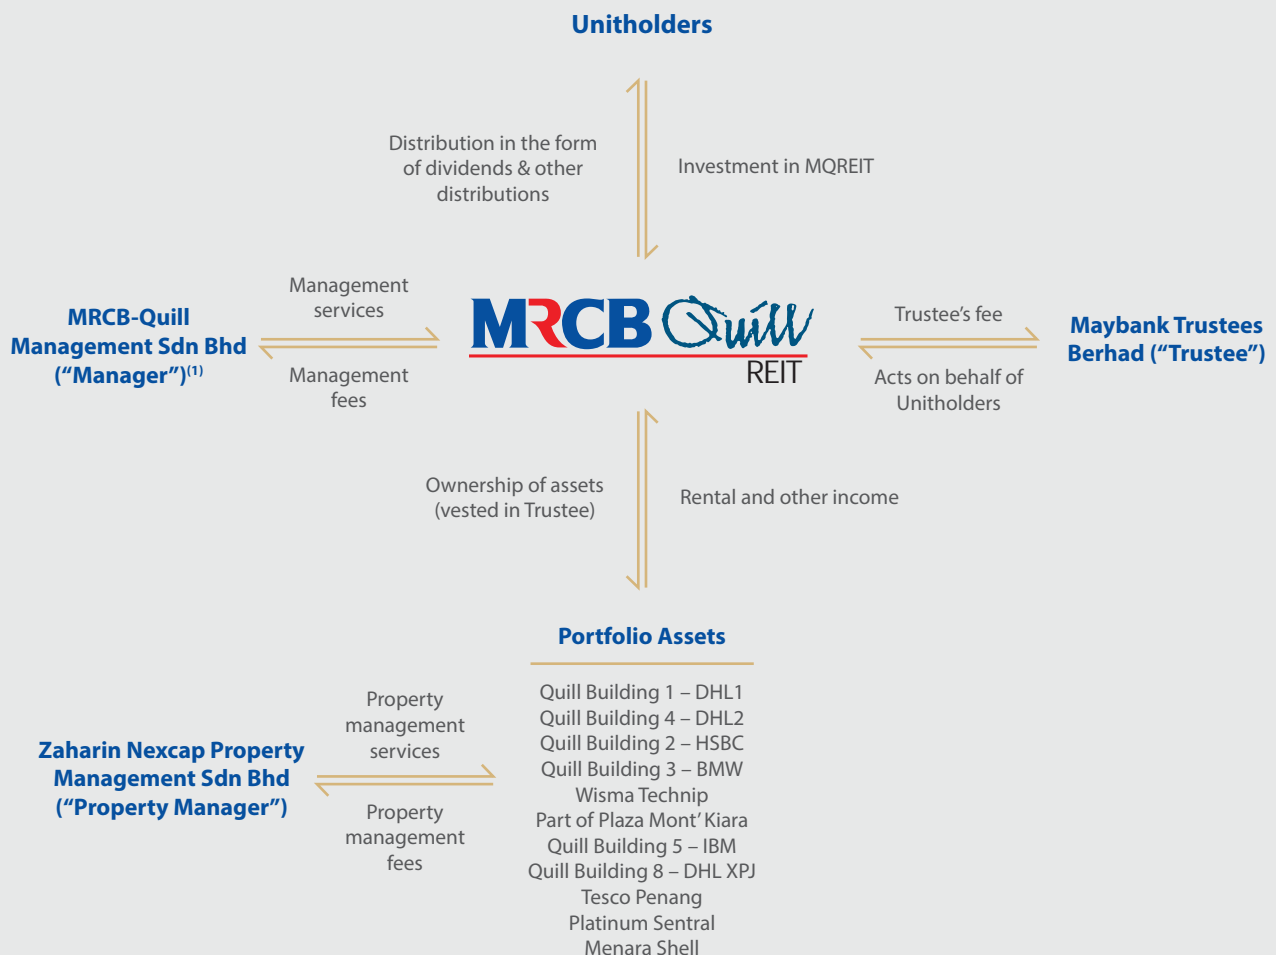 Unitholders
Distribution in the form
of dividends & other
distributions
Investment in MQREIT
Management
services
MRCB-Quill
Management Sdn Bhd
(“Manager”)(1)
Management
fees
MRCB Quill
REIT
Trustee’s fee
Acts on behalf of
Unitholders
Maybank Trustees
Berhad (“Trustee”)
Ownership of assets
(vested in Trustee)
Rental and other income
Portfolio Assets
Quill Building 1 – DHL1
Quill Building 4 – DHL2
Quill Building 2 – HSBC
Quill Building 3 – BMW
Wisma Technip
Part of Plaza Mont’ Kiara
Quill Building 5 – IBM
Quill Building 8 – DHL XPJ
Tesco Penang
Platinum Sentral
Menara Shell
Zaharin Nexcap Property
Management Sdn Bhd
(“Property Manager”)
Property
management
services
Property
management
fees